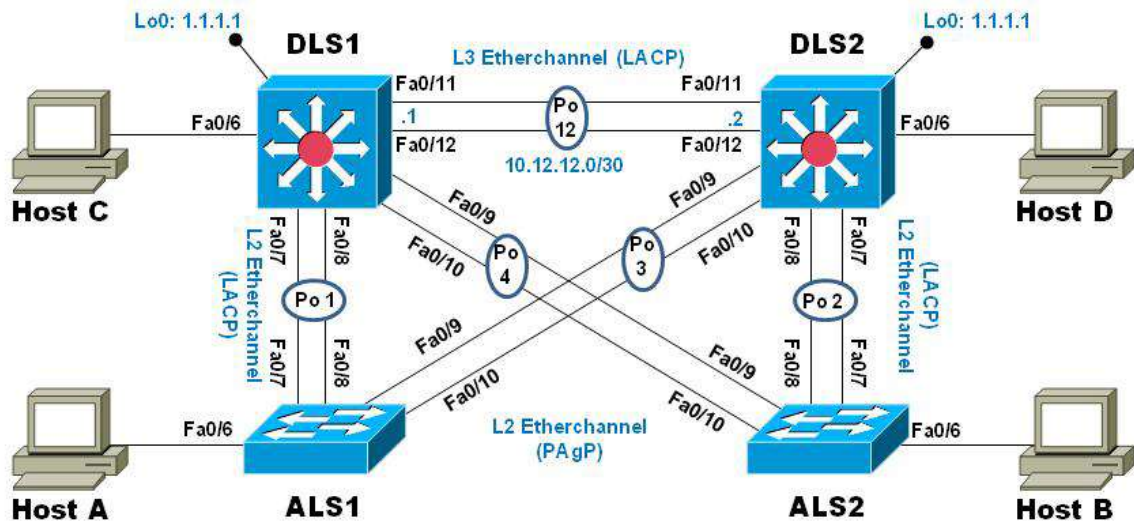 Lo0: 1.1.1.1
Lo0: 1.1.1.1
DLS1
DLS2
L3 Etherchannel (LACP)
Fa0/11
Fa0/11
Po
12
.1
.2
Fa0/6
Fa0/6
Fa0/12
Fa0/12
10.12.12.0/30
Host C
Host D
Fa0/9
Fa0/9
Fa0/10
Fa0/10
Fa0/7
Fa0/8
L2 Etherchannel
(LACP)
Po 1
Fa0/7
Fa0/8
Po
4
Po
3
Fa0/8
Fa0/7
L2 Etherchannel
(LACP)
Po 2
Fa0/8
Fa0/7
Fa0/9
Fa0/10
Fa0/9
Fa0/10
L2 Etherchannel
(PAgP)
Fa0/6
Fa0/6
Host A
ALS1
ALS2
Host B